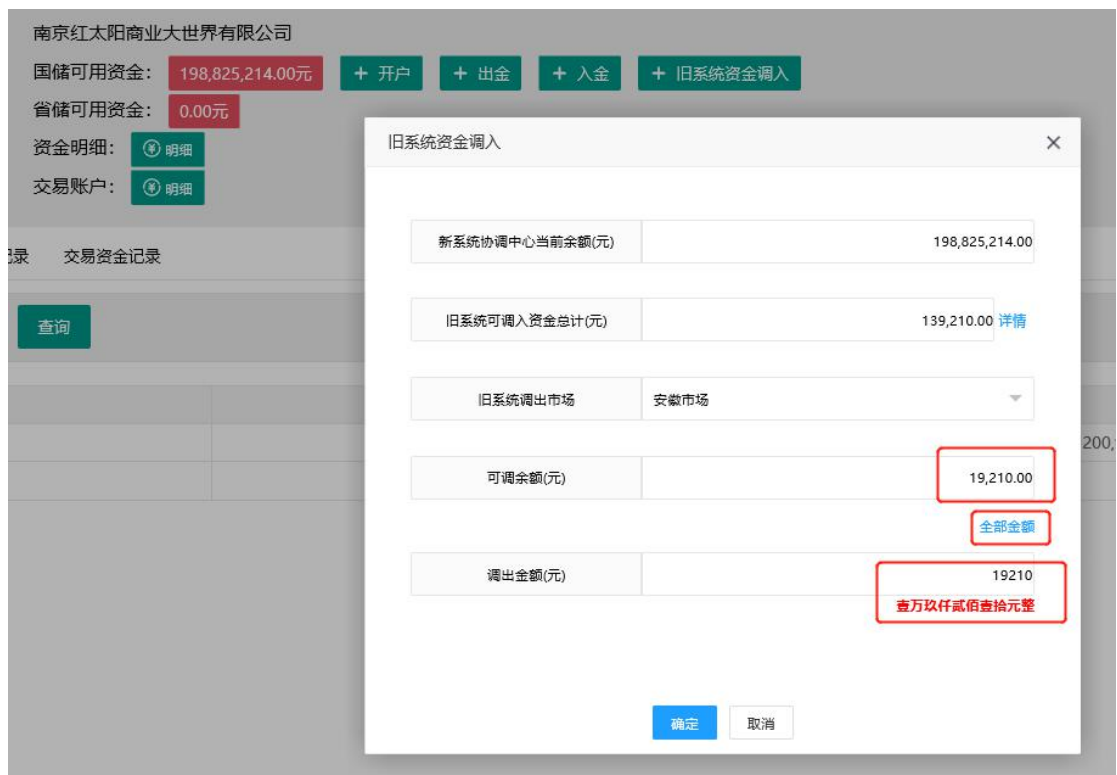 南京红太阳商业大世界有限公司
国储可用资金： 198,825,214.00元 + 开户 + 出金 + 入金 + 旧系统资金调入
省储可用资金： 0.00元
资金明细： 明细
交易账户： 明细
记录 交易资金记录
查询
200,
旧系统资金调入
新系统协调中心当前余额(元) 198,825,214.00
旧系统可调入资金总计(元) 139,210.00 详情
旧系统调出市场 安徽市场
可调余额(元) 19,210.00
全部金额
调出金额(元) 19210
壹万玖仟贰佰壹拾元整
确定 取消